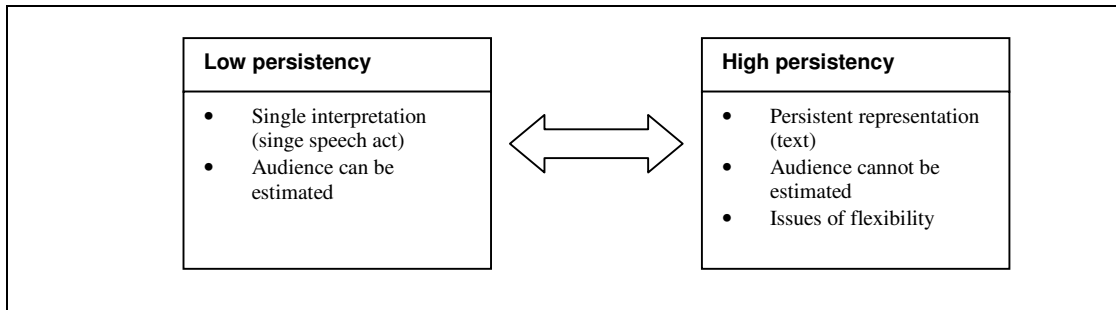 Low persistency
• Single interpretation
(singe speech act)
• Audience can be
estimated
High persistency
• Persistent representation
(text)
• Audience cannot be
estimated
• Issues of flexibility